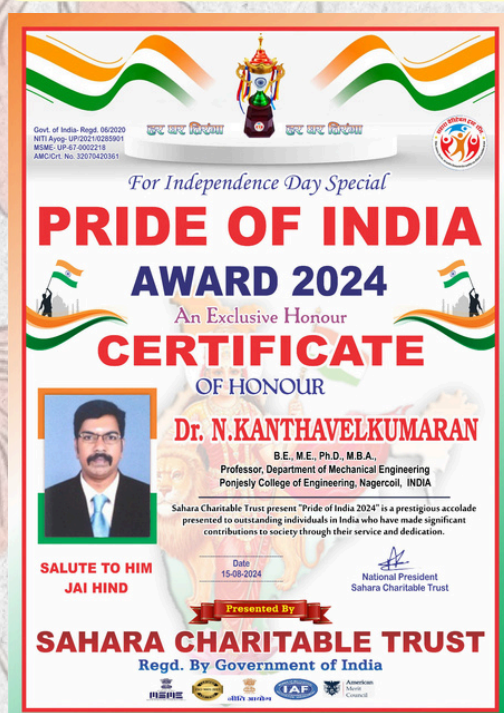 Govt. of India- Regd. 06/2020
NITI Ayog- UP/2021/0285901
MSME- UP-67-0002218
AMC/Crt. No. 32070420361
हर घर तिरंगा
हर घर तिरंगा
For Independence Day Special
PRIDE OF INDIA
AWARD 2024
An Exclusive Honour
CERTIFICATE
OF HONOUR
Dr. N.KANTHAVELKUMARAN
B.E., M.E., Ph.D., M.B.A.,
Professor, Department of Mechanical Engineering
Ponjesly College of Engineering, Nagercoil, INDIA
Sahara Charitable Trust present "Pride of India 2024" is a prestigious accolade
presented to outstanding individuals in India who have made significant
contributions to society through their service and dedication.
SALUTE TO HIM
JAI HIND
Date
15-08-2024
National President
Sahara Charitable Trust
Presented By
SAHARA CHARITABLE TRUST
Regd. By Government of India
MSME
नीति आयोग
IAF
American
Merit
Council